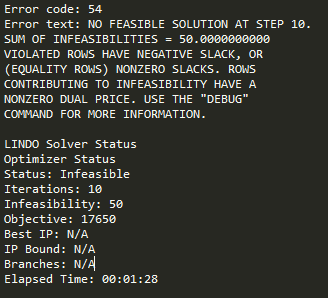 Error code: 54
Error text: NO FEASIBLE SOLUTION AT STEP 10.
SUM OF INFEASIBILITIES = 50.0000000000
VIOLATED ROWS HAVE NEGATIVE SLACK, OR
(EQUALITY ROWS) NONZERO SLACKS. ROWS
CONTRIBUTING TO INFEASIBILITY HAVE A
NONZERO DUAL PRICE. USE THE "DEBUG"
COMMAND FOR MORE INFORMATION.
LINDO Solver Status
Optimizer Status
Status: Infeasible
Iterations: 10
Infeasibility: 50
Objective: 17650
Best IP: N/A
IP Bound: N/A
Branches: N/A
Elapsed Time: 00:01:28